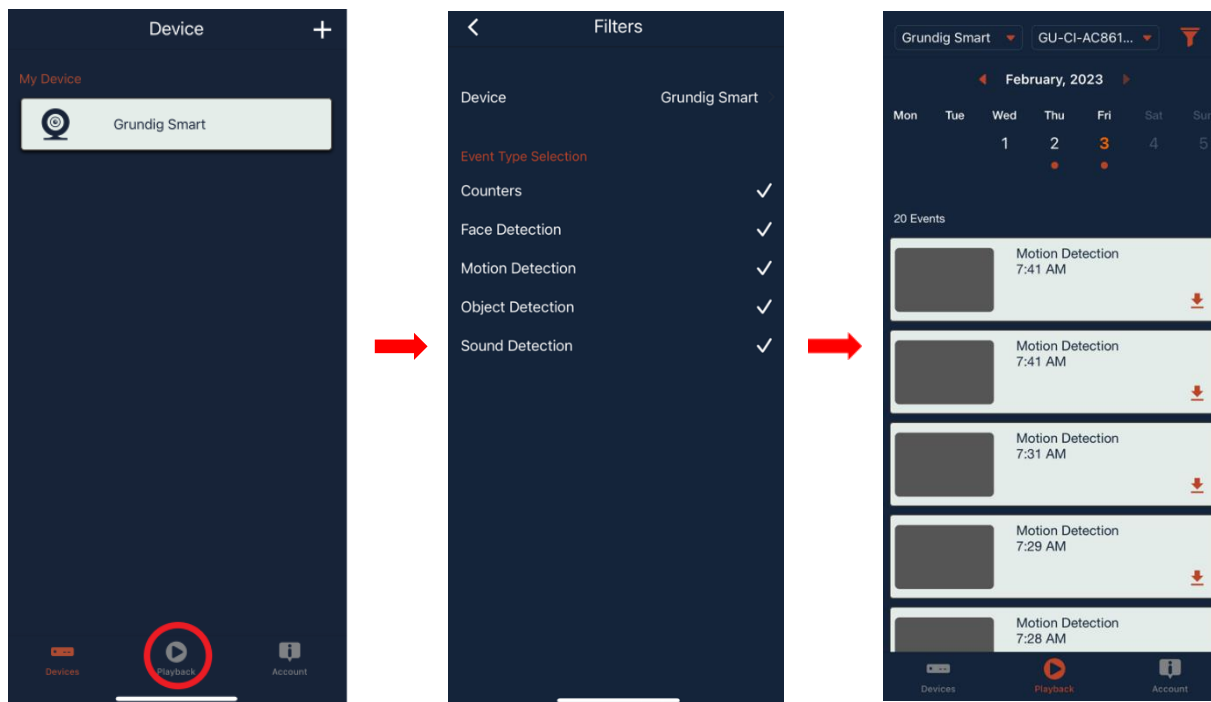 Device +
My Device
Grundig Smart
Devices Playback Account
Filters
Device Grundig Smart
Event Type Selection
Counters
Face Detection
Motion Detection
Object Detection
Sound Detection
Grundig Smart GU-CI-AC861...
February, 2023
Mon Tue Wed Thu Fri Sat Sun
1 2 3 4 5
20 Events
Motion Detection
7:41 AM
Motion Detection
7:41 AM
Motion Detection
7:31 AM
Motion Detection
7:29 AM
Motion Detection
7:28 AM
Devices Playback Account